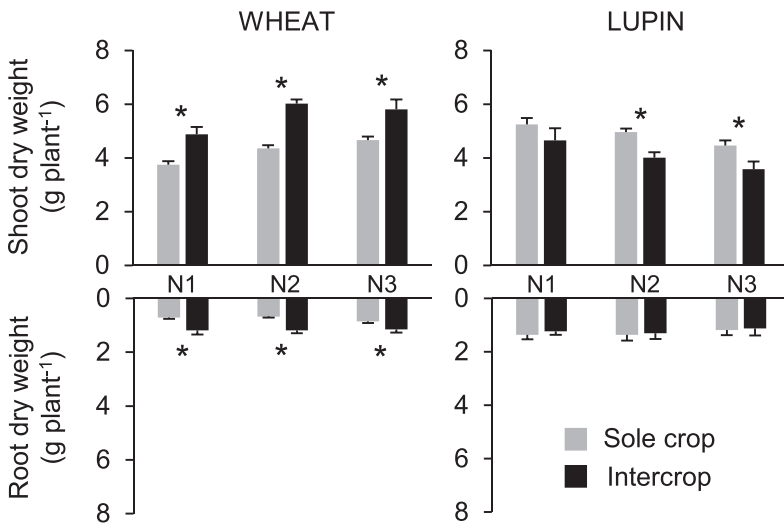 WHEAT
LUPIN
Shoot dry weight
(g plant⁻¹)
8
6
4
2
0
* * *
8
6
4
2
0
* *
N1 N2 N3
N1 N2 N3
Root dry weight
(g plant⁻¹)
0
2
4
6
8
* * *
0
2
4
6
8
Sole crop
Intercrop